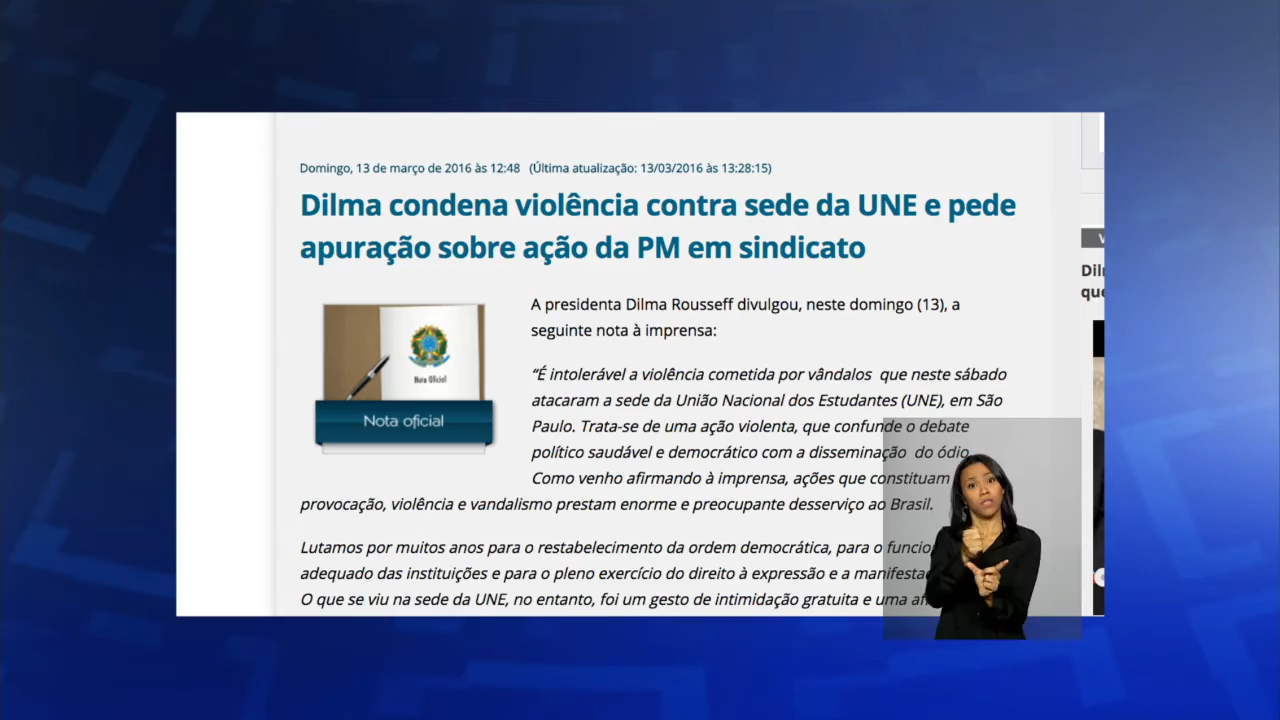 Domingo, 13 de março de 2016 às 12:48 (Última atualização: 13/03/2016 às 13:28:15)
Dilma condena violência contra sede da UNE e pede
apuração sobre ação da PM em sindicato
A presidenta Dilma Rousseff divulgou, neste domingo (13), a
seguinte nota à imprensa:
Nota Oficial
Nota oficial
“É intolerável a violência cometida por vândalos que neste sábado
atacaram a sede da União Nacional dos Estudantes (UNE), em São
Paulo. Trata-se de uma ação violenta, que confunde o debate
político saudável e democrático com a disseminação do ódio.
Como venho afirmando à imprensa, ações que constituam
provocação, violência e vandalismo prestam enorme e preocupante desserviço ao Brasil.
Lutamos por muitos anos para o restabelecimento da ordem democrática, para o
adequado das instituições e para o pleno exercício do direito à expressão e a
O que se viu na sede da UNE, no entanto, foi um gesto de intimidação gratuita e uma